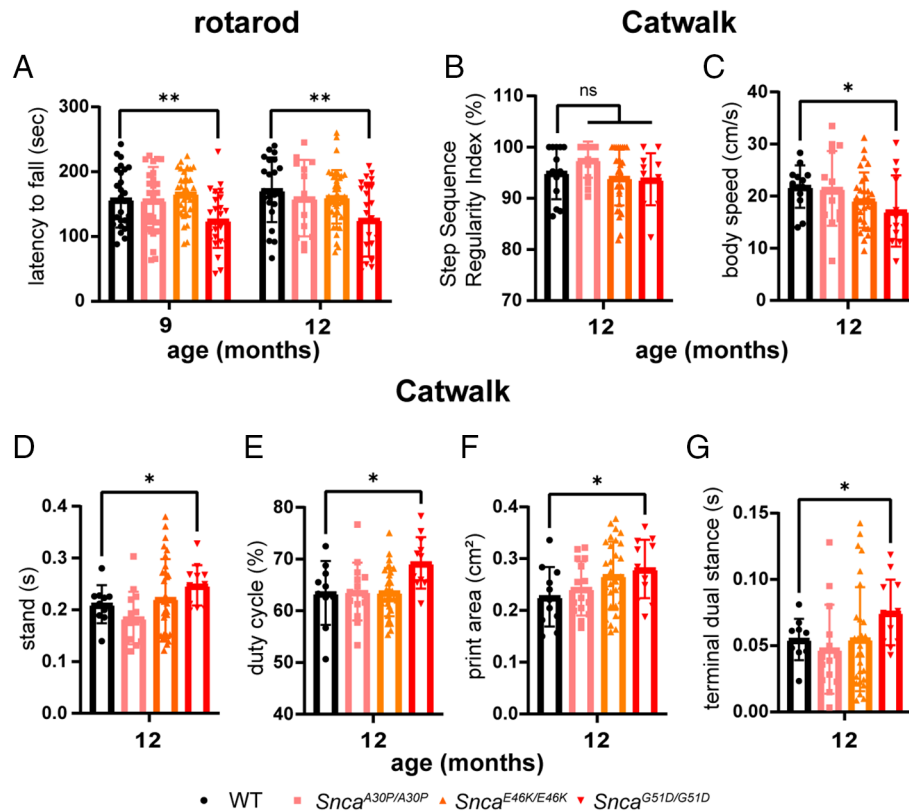 rotarod
Catwalk
A
B
C
latency to fall (sec)
300
200
100
0
**
**
9
12
age (months)
Step Sequence
Regularity Index (%)
110
100
90
80
70
ns
12
age (months)
body speed (cm/s)
40
30
20
10
0
*
12
Catwalk
D
E
F
G
stand (s)
0.4
0.3
0.2
0.1
0.0
*
12
duty cycle (%)
80
70
60
50
40
*
12
print area (cm²)
0.4
0.3
0.2
0.1
0.0
*
12
terminal dual stance (s)
0.15
0.10
0.05
0.00
*
12
age (months)
WT
Snca^A30P/A30P
Snca^E46K/E46K
Snca^G51D/G51D